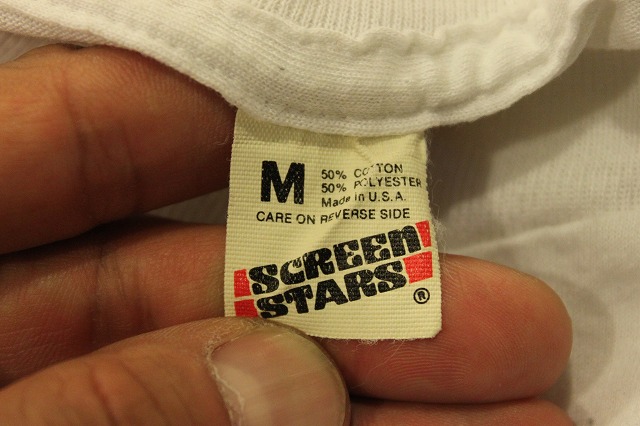 M
50% COTTON
50% POLYESTER
Made in U.S.A.
CARE ON REVERSE SIDE
SCREEN
STARS
®